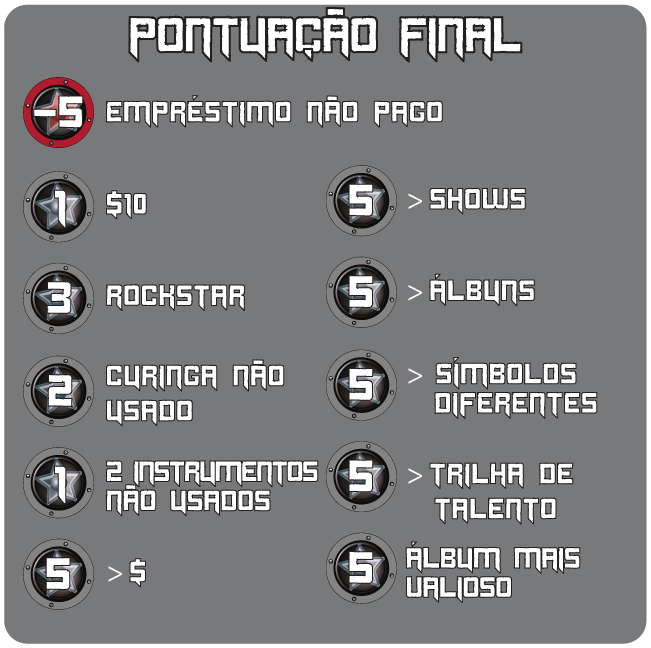 PONTUAÇÃO FINAL
-5 EMPRÉSTIMO NÃO PAGO
1 $10
3 ROCKSTAR
2 CURINGA NÃO
USADO
1 2 INSTRUMENTOS
NÃO USADOS
5 > $
5 > SHOWS
5 > ÁLBUNS
5 > SÍMBOLOS
DIFERENTES
5 > TRILHA DE
TALENTO
5 ÁLBUM MAIS
VALIOSO